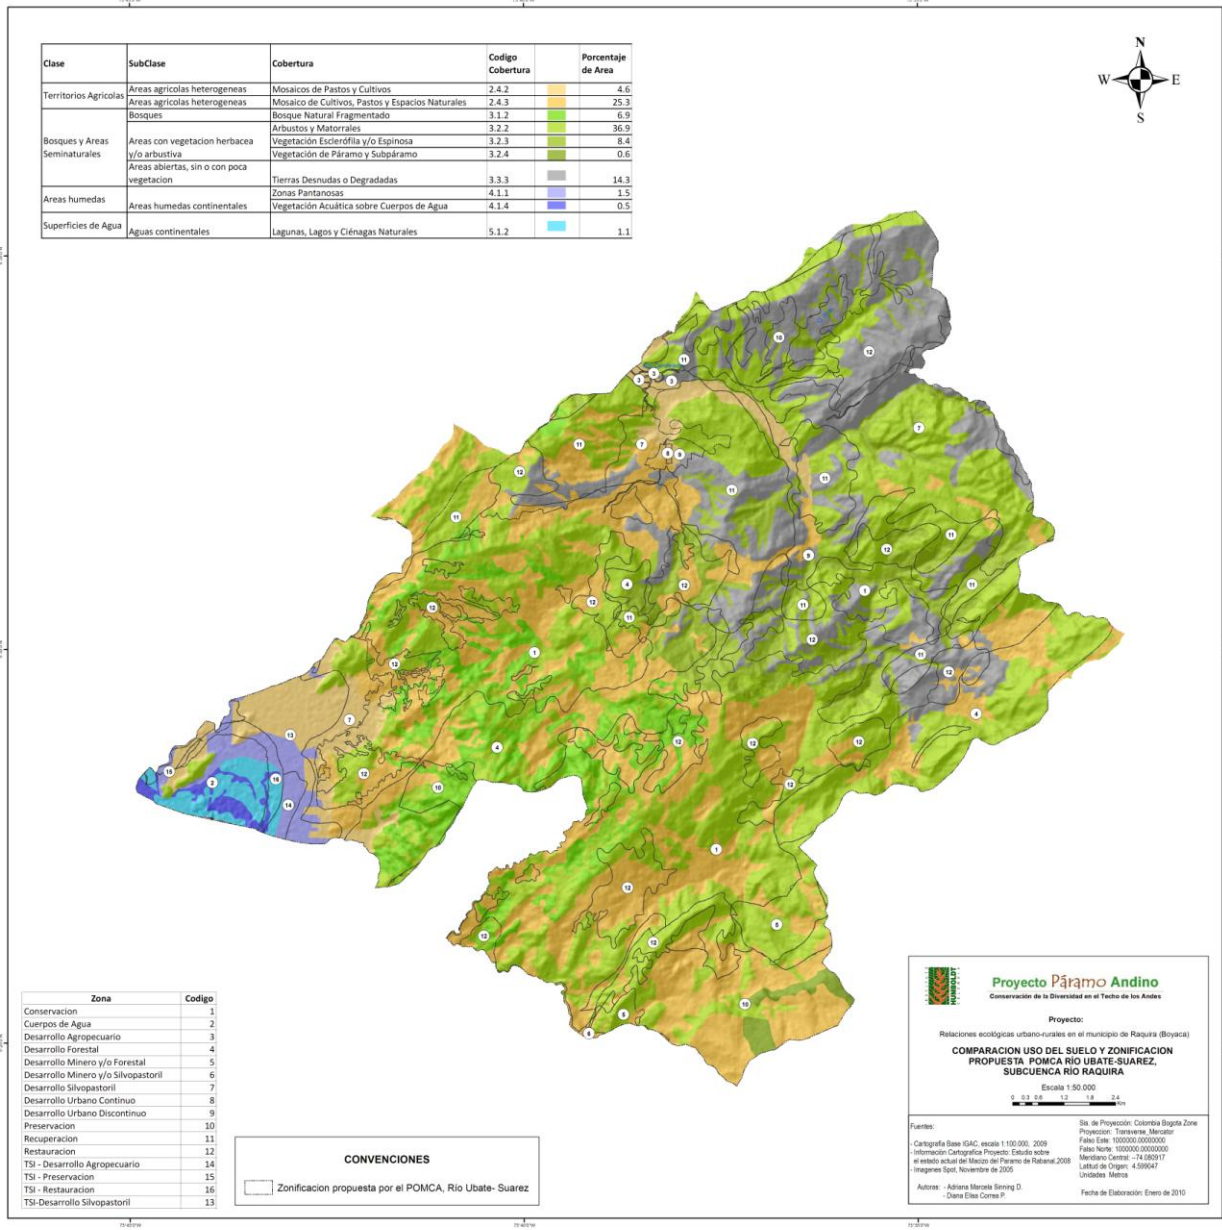 Clase SubClase Cobertura Codigo Cobertura Porcentaje de Area
Territorios Agricolas Areas agricolas heterogeneas Mosaicos de Pastos y Cultivos 2.4.2 4.6
Areas agricolas heterogeneas Mosaico de Cultivos, Pastos y Espacios Naturales 2.4.3 25.3
Bosques y Areas Seminaturales Bosques Bosque Natural Fragmentado 3.1.2 6.9
Areas con vegetacion herbacea y/o arbustiva Arbustos y Matorrales 3.2.2 36.9
Vegetación Esclerófila y/o Espinosa 3.2.3 8.4
Vegetación de Páramo y Subpáramo 3.2.4 0.6
Areas abiertas, sin o con poca vegetacion Tierras Desnudas o Degradadas 3.3.3 14.3
Areas humedas Areas humedas continentales Zonas Pantanosas 4.1.1 1.5
Vegetación Acuática sobre Cuerpos de Agua 4.1.4 0.5
Superficies de Agua Aguas continentales Lagunas, Lagos y Ciénagas Naturales 5.1.2 1.1
N
W E
S
Zona Codigo
Conservacion 1
Cuerpos de Agua 2
Desarrollo Agropecuario 3
Desarrollo Forestal 4
Desarrollo Minero y/o Forestal 5
Desarrollo Minero y/o Silvopastoril 6
Desarrollo Silvopastoril 7
Desarrollo Urbano Continuo 8
Desarrollo Urbano Discontinuo 9
Preservacion 10
Recuperacion 11
Restauracion 12
TSI - Desarrollo Agropecuario 14
TSI - Preservacion 15
TSI - Restauracion 16
TSI-Desarrollo Silvopastoril 13
CONVENCIONES
Zonificacion propuesta por el POMCA, Rio Ubate- Suarez
HUMBOLDT
Proyecto Páramo Andino
Conservación de la Diversidad en el Techo de los Andes
Proyecto:
Relaciones ecológicas urbano-rurales en el municipio de Raquira (Boyaca)
COMPARACION USO DEL SUELO Y ZONIFICACION
PROPUESTA POMCA RÍO UBATE-SUAREZ,
SUBCUENCA RÍO RAQUIRA
Escala 1:50.000
0 0.3 0.6 1.2 1.8 2.4
Km
Fuentes:
- Cartografía Base IGAC, escala 1:100.000, 2009
- Información Cartografica Proyecto: Estudio sobre
el estado actual del Macizo del Paramo de Rabanal,2008
- Imagenes Spot, Noviembre de 2005
Autoras: - Adriana Marcela Sinning D.
- Diana Elisa Correa P.
Sis. de Proyección: Colombia Bogota Zone
Proyeccion: Transverse_Mercator
Falso Este: 1000000.00000000
Falso Norte: 1000000.00000000
Meridiano Central: -74.080917
Latitud de Origen: 4.599047
Unidades Metros
Fecha de Elaboración: Enero de 2010